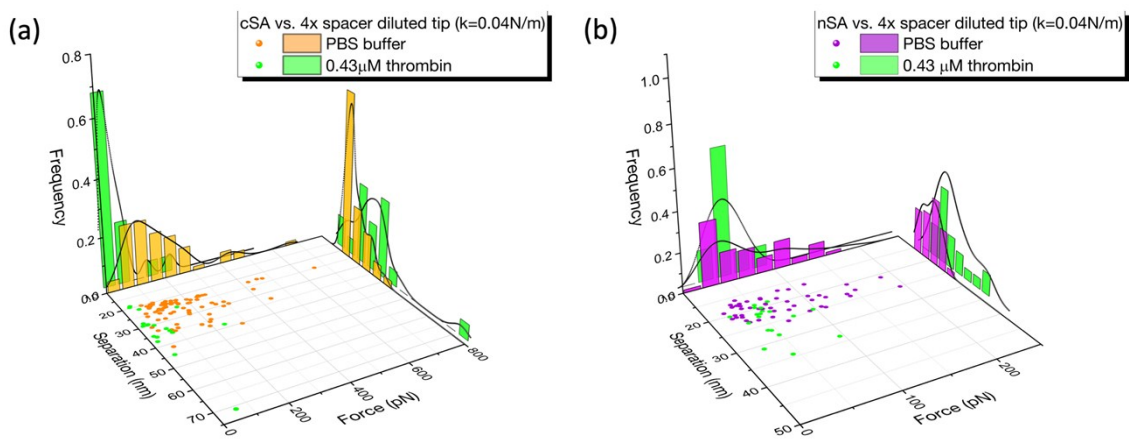 (a)
cSA vs. 4x spacer diluted tip (k=0.04N/m)
PBS buffer
0.43μM thrombin
0.8
0.6
0.4
0.2
0.0
Frequency
20
30
40
50
60
70
Separation (nm)
0
200
400
600
800
Force (pN)
(b)
nSA vs. 4x spacer diluted tip (k=0.04N/m)
PBS buffer
0.43 μM thrombin
1.0
0.8
0.6
0.4
0.2
0.0
Frequency
20
30
40
50
Separation (nm)
0
100
200
Force (pN)